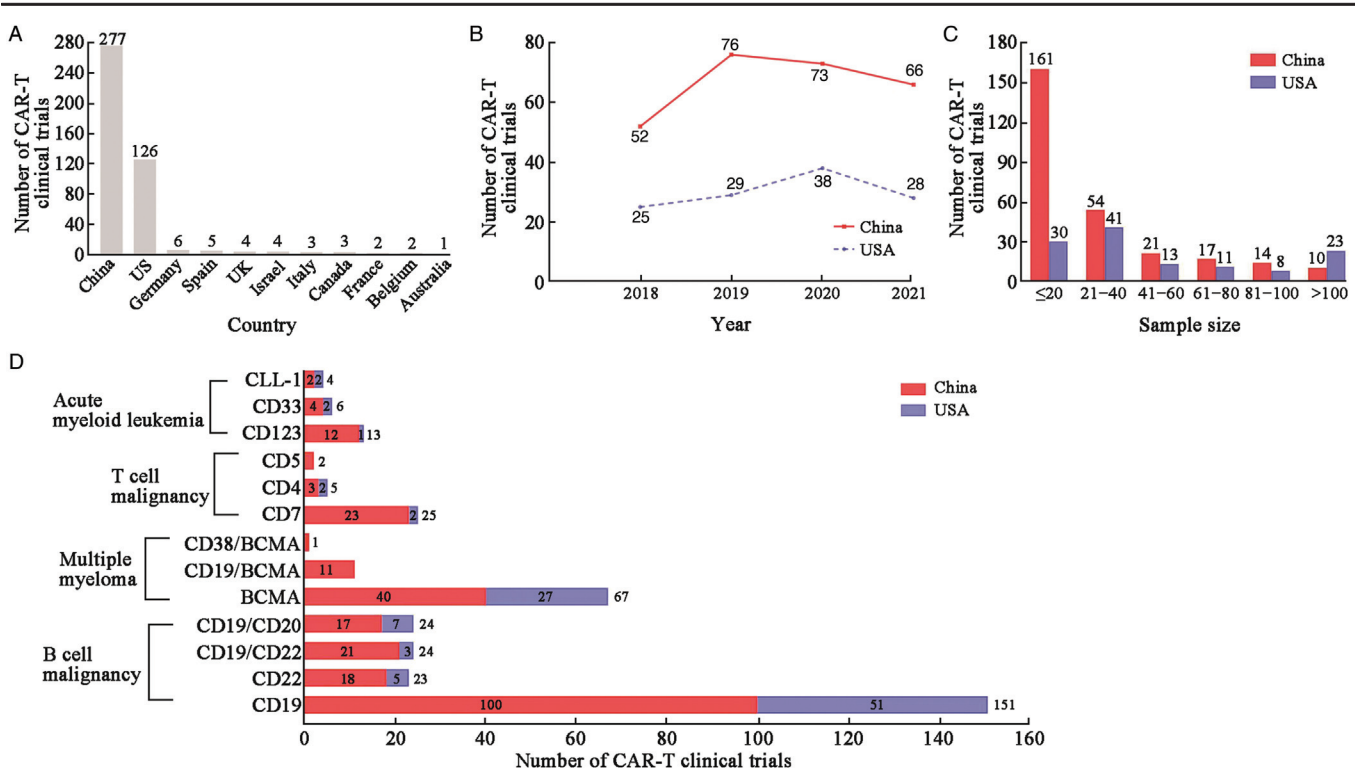 A
Number of CAR-T
clinical trials
280
240
200
160
120
80
40
0
277
126
6
5
4
4
3
3
2
2
1
China
US
Germany
Spain
UK
Israel
Italy
Canada
France
Belgium
Australia
Country
B
Number of CAR-T
clinical trials
80
60
40
20
0
76
73
66
52
25
29
38
28
China
USA
2018
2019
2020
2021
Year
C
Number of CAR-T
clinical trials
180
150
120
90
60
30
0
161
30
54
41
21
13
17
11
14
8
10
23
China
USA
≤20
21−40
41−60
61−80
81−100
>100
Sample size
D
Acute
myeloid leukemia
CLL-1
2 2 4
CD33
4 2 6
CD123
12 1 13
T cell
malignancy
CD5
2
CD4
3 2 5
CD7
23 2 25
Multiple
myeloma
CD38/BCMA
1
CD19/BCMA
11
BCMA
40 27 67
B cell
malignancy
CD19/CD20
17 7 24
CD19/CD22
21 3 24
CD22
18 5 23
CD19
100 51 151
China
USA
0
20
40
60
80
100
120
140
160
Number of CAR-T clinical trials